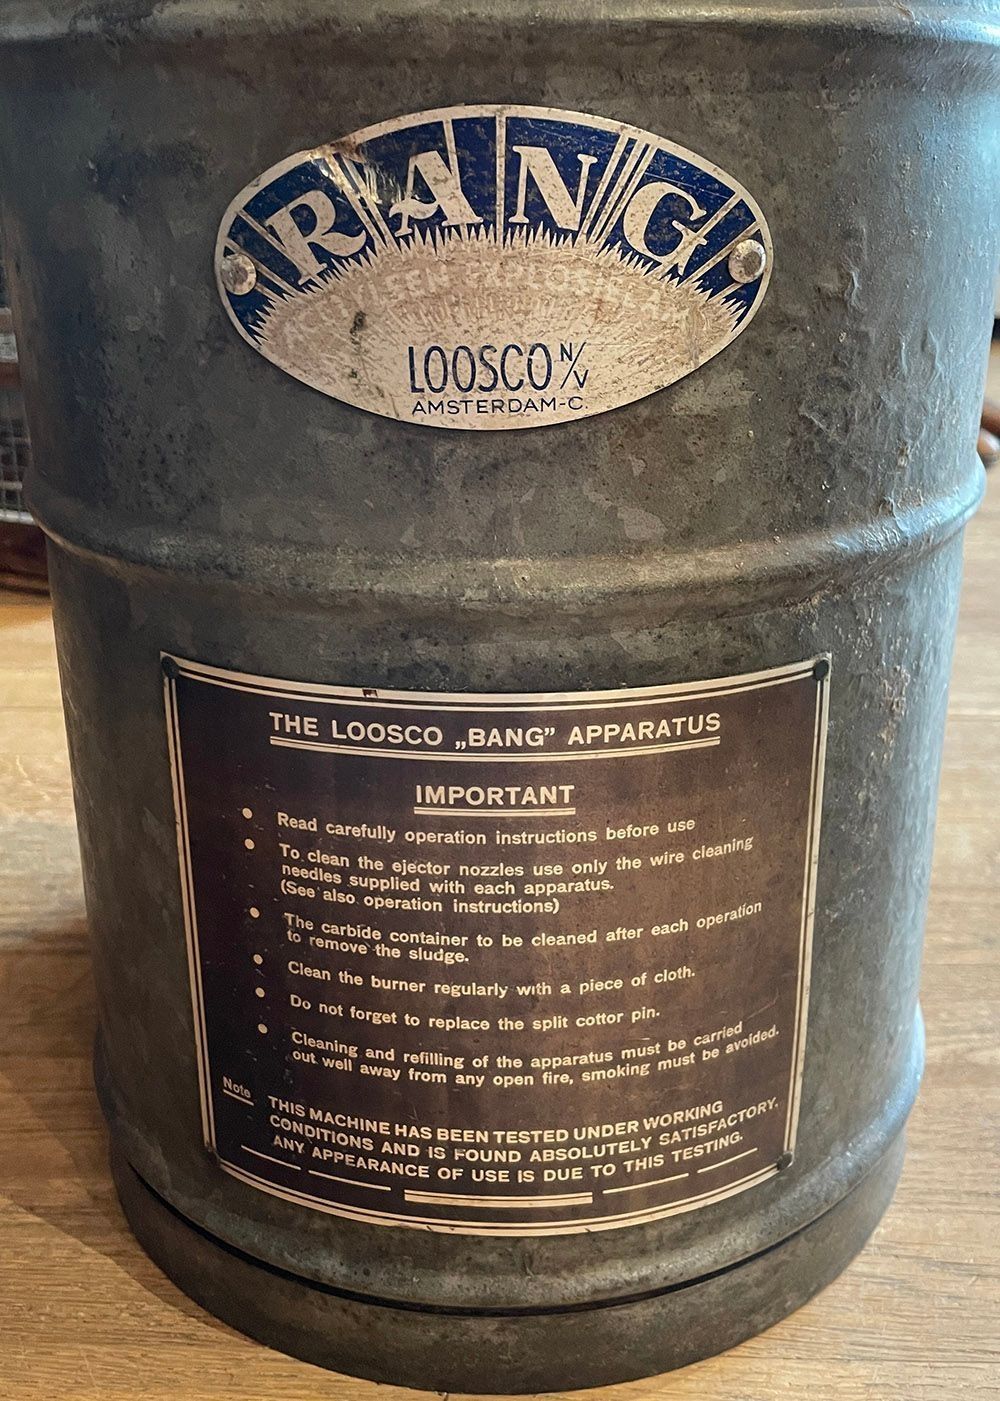 RANG
LOOSCO N/V
AMSTERDAM-C.
THE LOOSCO „BANG” APPARATUS
IMPORTANT
• Read carefully operation instructions before use
• To clean the ejector nozzles use only the wire cleaning
needles supplied with each apparatus.
(See also operation instructions)
• The carbide container to be cleaned after each operation
to remove the sludge.
• Clean the burner regularly with a piece of cloth.
• Do not forget to replace the split cottor pin.
• Cleaning and refilling of the apparatus must be carried
out well away from any open fire, smoking must be avoided.
Note
THIS MACHINE HAS BEEN TESTED UNDER WORKING
CONDITIONS AND IS FOUND ABSOLUTELY SATISFACTORY.
ANY APPEARANCE OF USE IS DUE TO THIS TESTING.